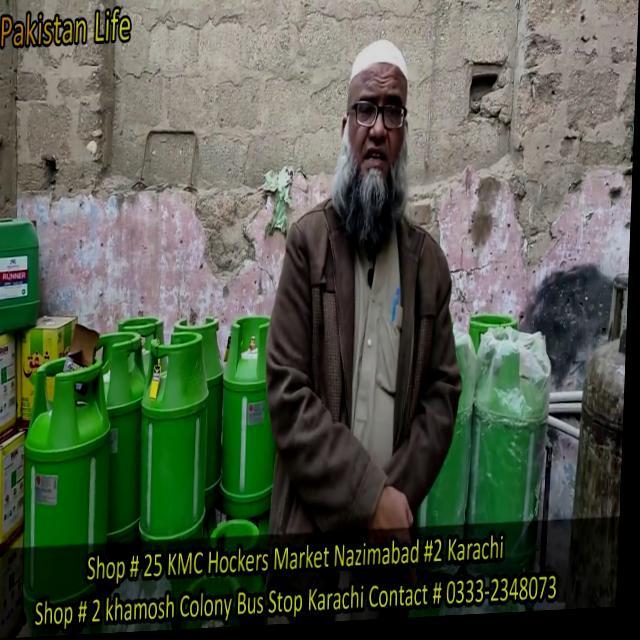 Pakistan Life
RUNNER
Shop # 25 KMC Hockers Market Nazimabad #2 Karachi
Shop # 2 khamosh Colony Bus Stop Karachi Contact # 0333-2348073